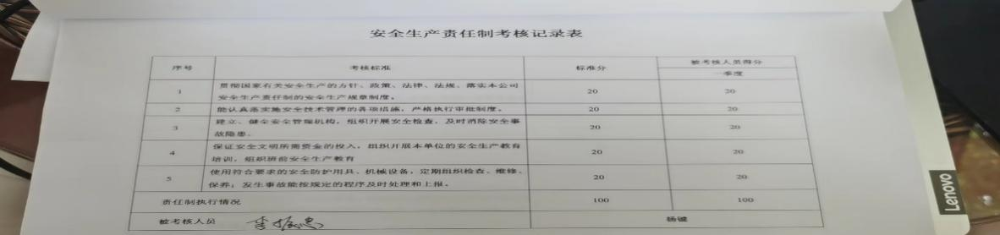 安全生产责任制考核记录表
序号 考核标准 标准分 被考核人员得分
一季度
1 贯彻国家有关安全生产的方针、政策、法律、法规、落实本公司 20 20
安全生产责任制的安全生产规章制度。
2 能认真落实施安全技术管理的各项措施，严格执行审批制度。 20 20
3 建立、健全安全管理机构，组织开展安全检查，及时消除安全事 20 20
故隐患。
4 保证安全文明所需资金的投入，组织开展本单位的安全生产教育 20 20
培训，组织班前安全生产教育
5 使用符合要求的安全防护用具、机械设备，定期组织检查、维修、 20 20
保养；发生事故能按规定的程序及时处理和上报。
责任制执行情况 100 100
被考核人员 李振忠 杨键
Lenovo